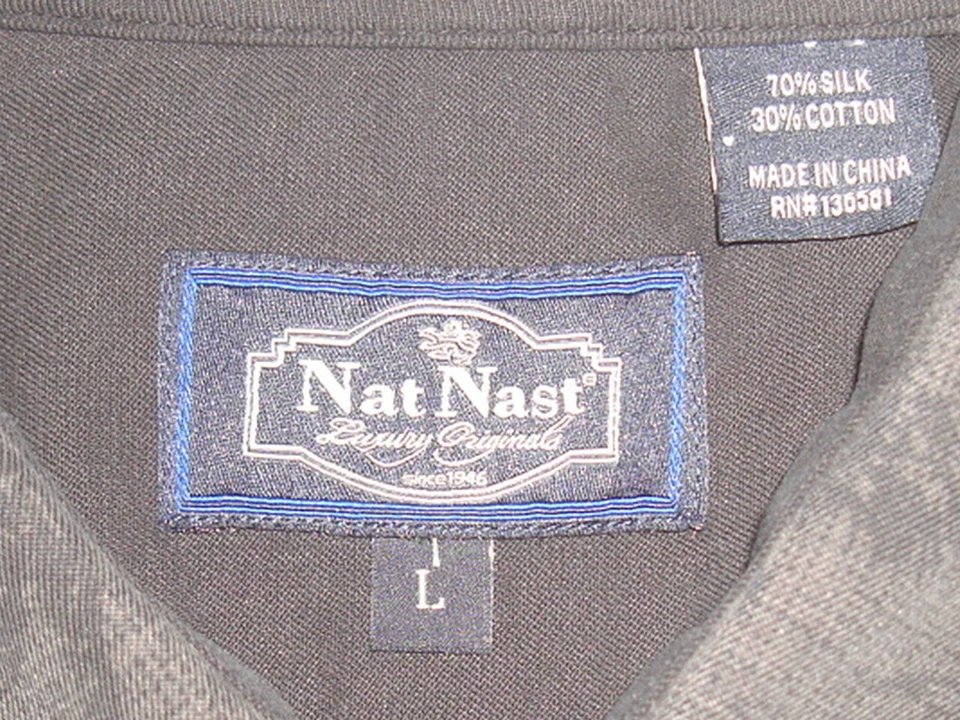 70% SILK
30% COTTON
MADE IN CHINA
RN#136561
Nat Nast®
Luxury Originals
since 1946
L